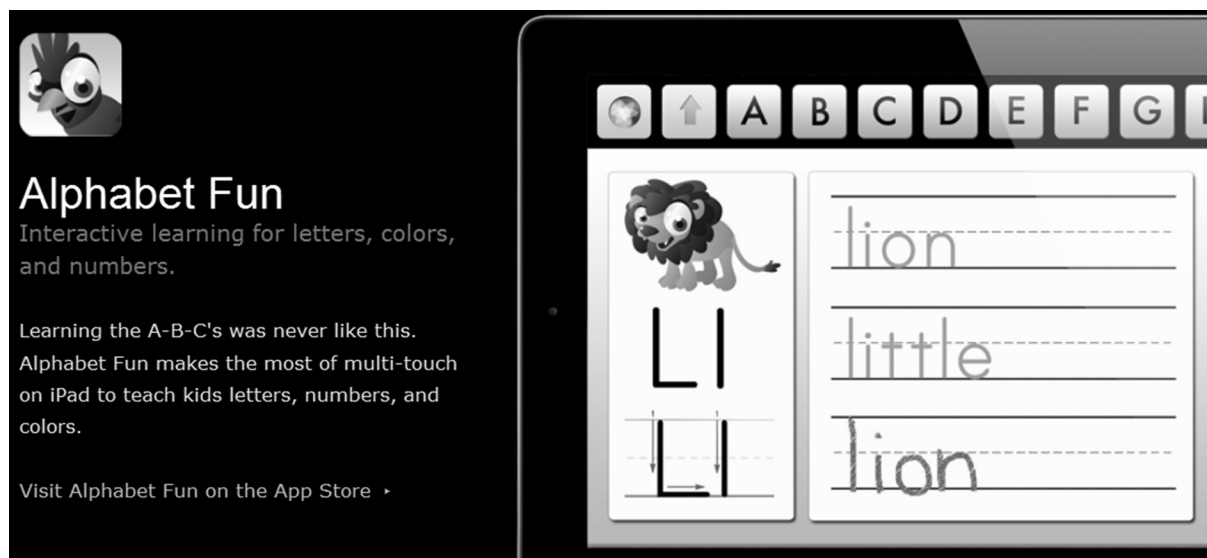 Alphabet Fun
Interactive learning for letters, colors,
and numbers.
Learning the A-B-C's was never like this.
Alphabet Fun makes the most of multi-touch
on iPad to teach kids letters, numbers, and
colors.
Visit Alphabet Fun on the App Store ‣
A B C D E F G
lion
little
lion
Ll
Ll